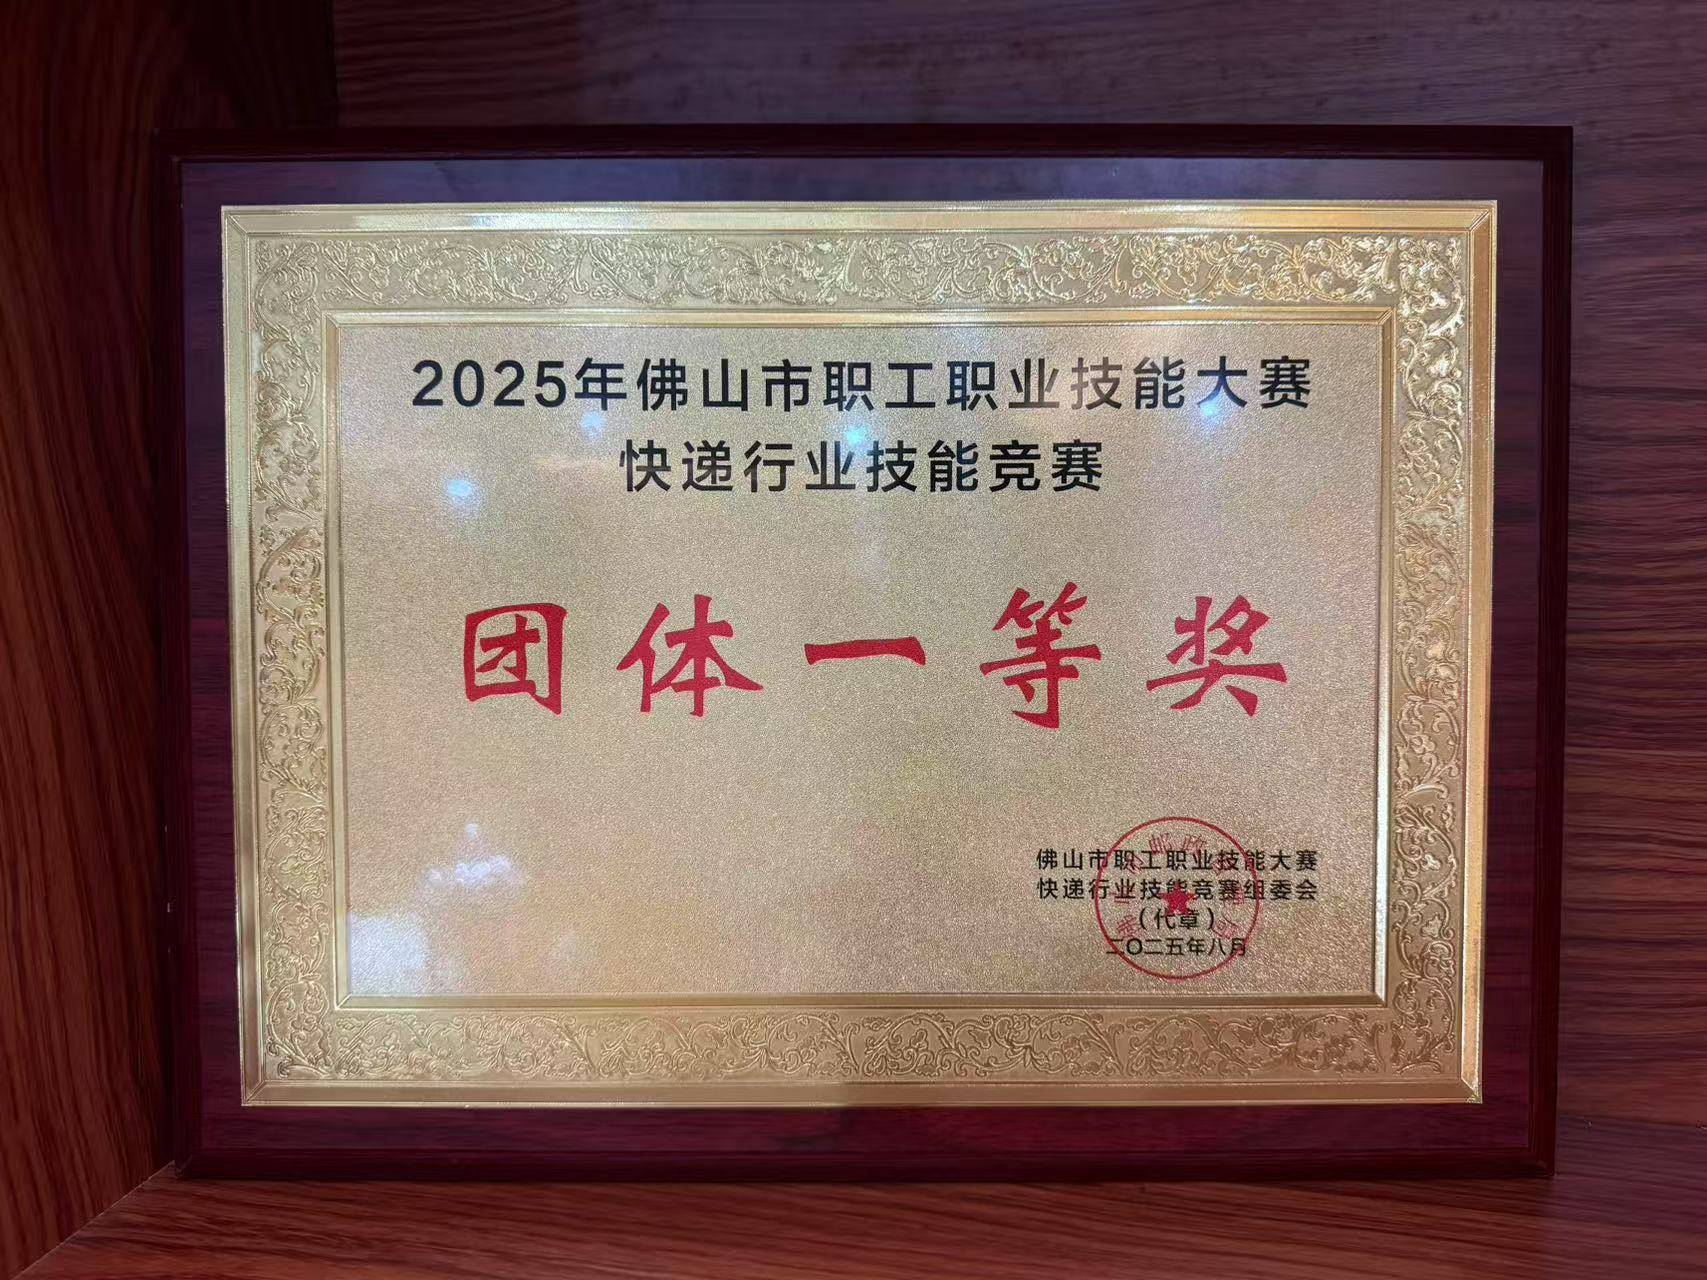 2025年佛山市职工职业技能大赛
快递行业技能竞赛
团体一等奖
佛山市职工职业技能大赛
快递行业技能竞赛组委会
（代章）
二〇二五年八月